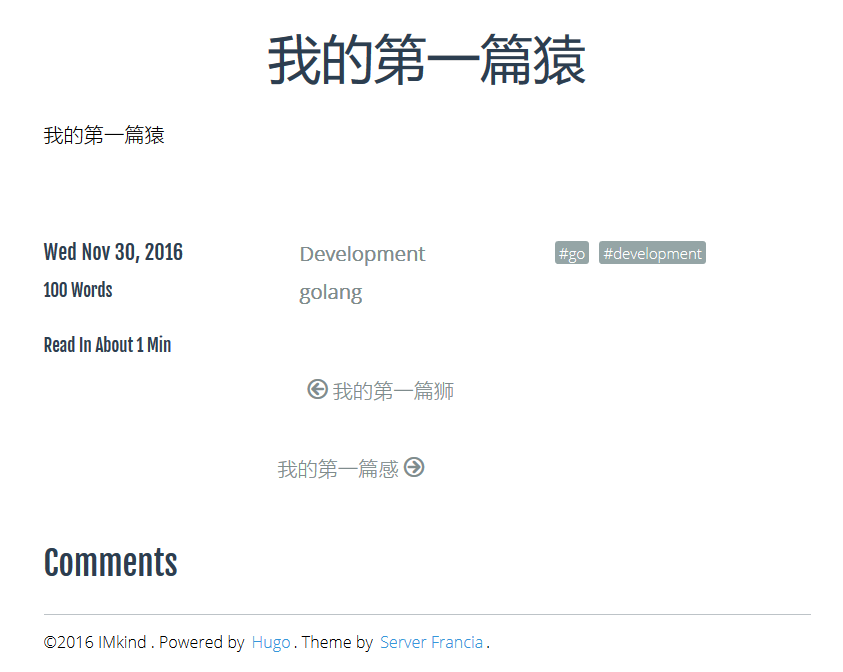 我的第一篇猿
我的第一篇猿
Wed Nov 30, 2016
100 Words
Read In About 1 Min
Development
golang
#go #development
我的第一篇狮
我的第一篇感
Comments
©2016 IMkind . Powered by Hugo . Theme by Server Francia .